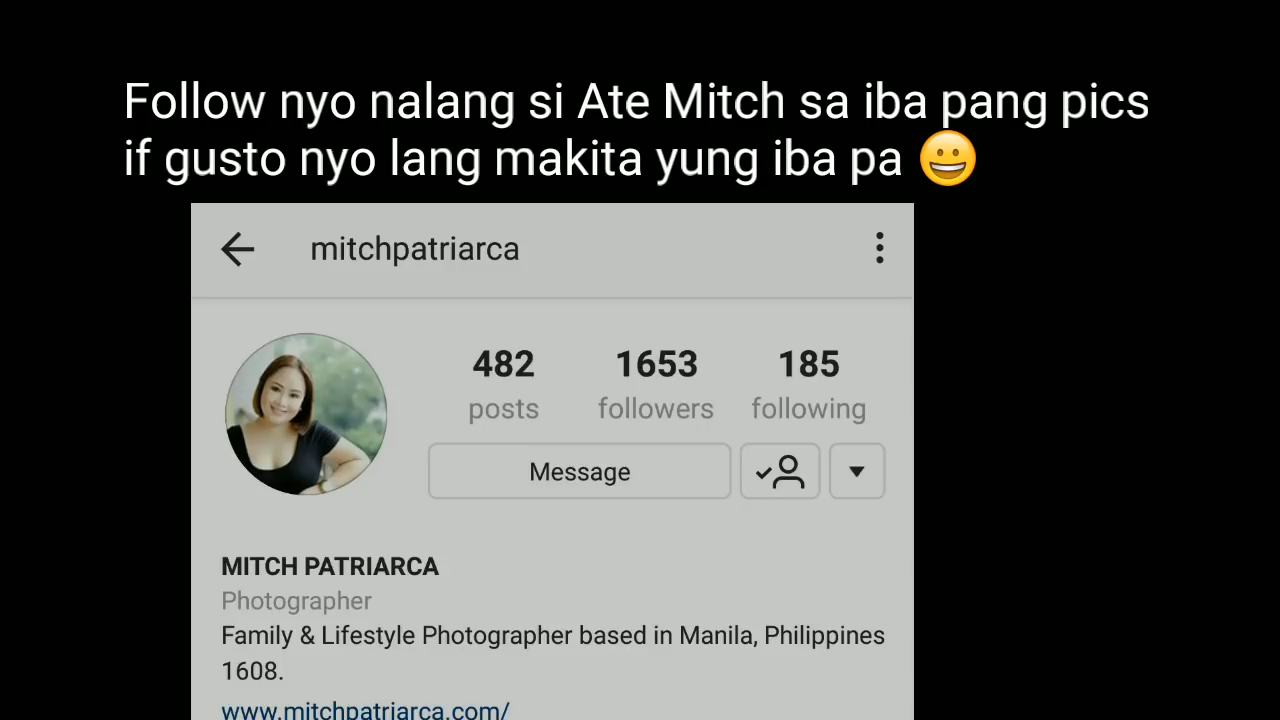 Follow nyo nalang si Ate Mitch sa iba pang pics
if gusto nyo lang makita yung iba pa 😀
mitchpatriarca
482 1653 185
posts followers following
Message
MITCH PATRIARCA
Photographer
Family & Lifestyle Photographer based in Manila, Philippines
1608.
www.mitchpatriarca.com/